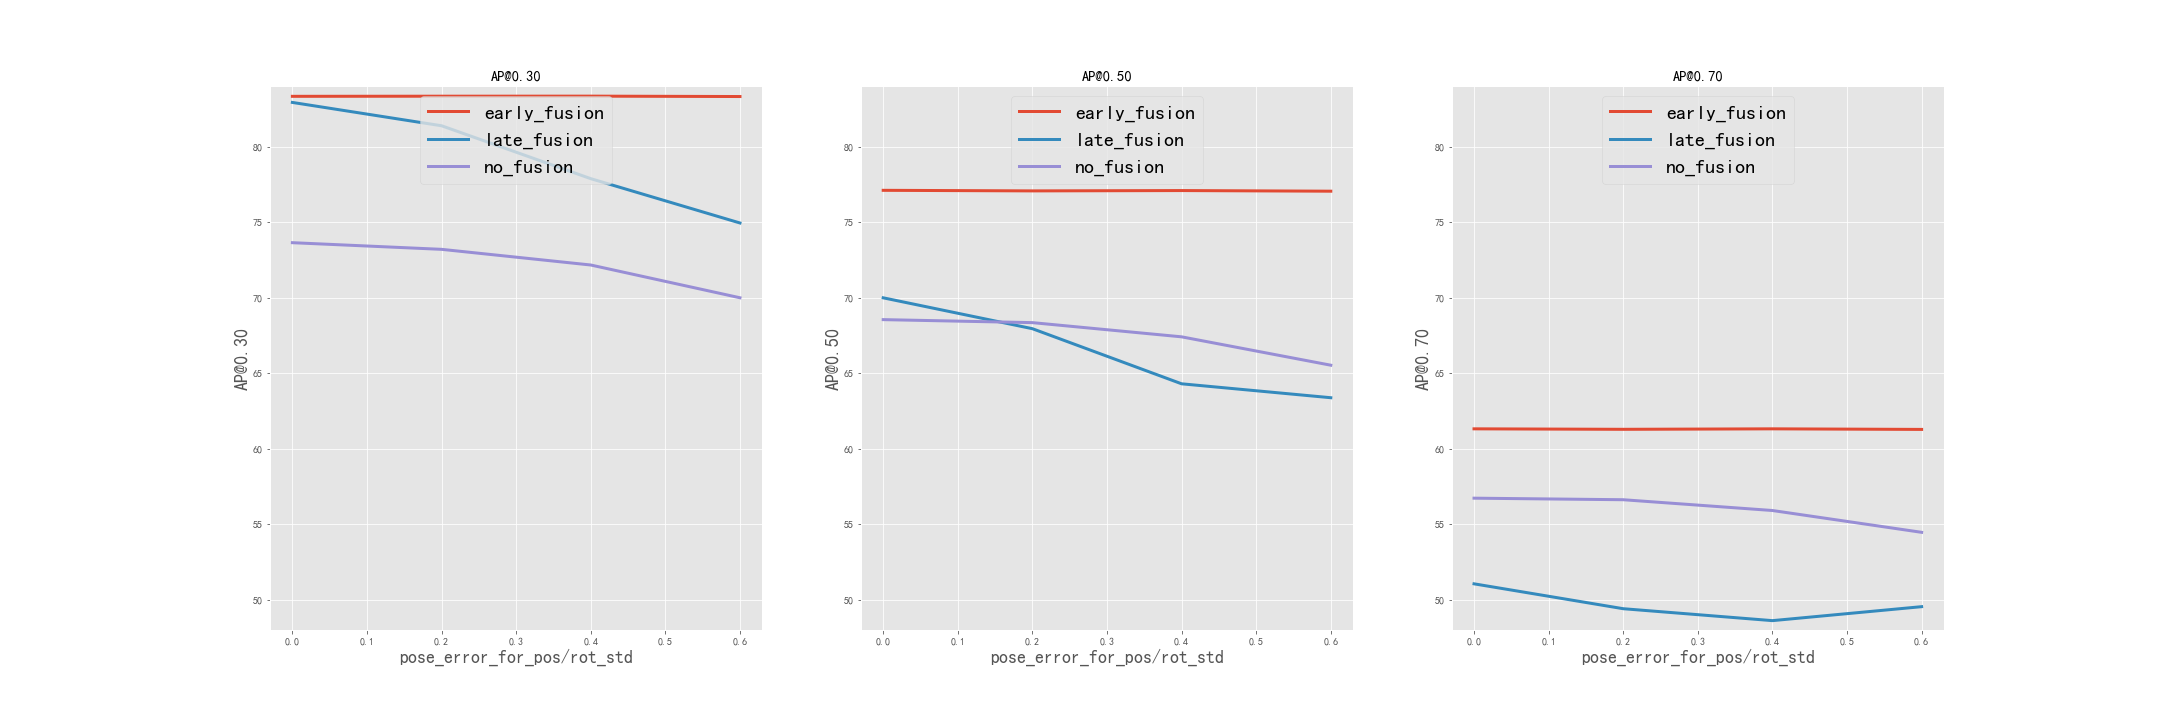 AP@0.30
early_fusion
late_fusion
no_fusion
80
75
70
65
60
55
50
AP@0.30
0.0 0.1 0.2 0.3 0.4 0.5 0.6
pose_error_for_pos/rot_std
AP@0.50
early_fusion
late_fusion
no_fusion
80
75
70
65
60
55
50
AP@0.50
0.0 0.1 0.2 0.3 0.4 0.5 0.6
pose_error_for_pos/rot_std
AP@0.70
early_fusion
late_fusion
no_fusion
80
75
70
65
60
55
50
AP@0.70
0.0 0.1 0.2 0.3 0.4 0.5 0.6
pose_error_for_pos/rot_std